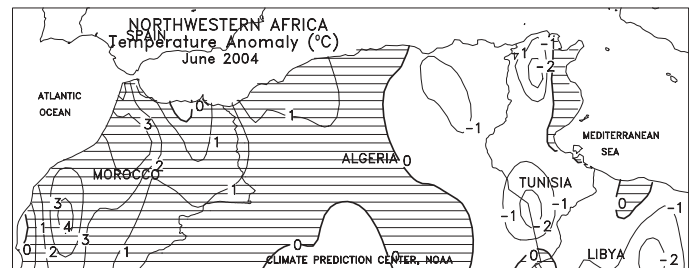 NORTHWESTERN AFRICA
SPAIN
Temperature Anomaly (°C)
June 2004
-1
1
-2
ATLANTIC
OCEAN
0
1
3
1
-1
MEDITERRANEAN
SEA
2
ALGERIA
0
MOROCCO
1
TUNISIA
3
0
-1
-1
-1
1
4
-2
3
0
2
1
0
0
0
LIBYA
-2
CLIMATE PREDICTION CENTER, NOAA